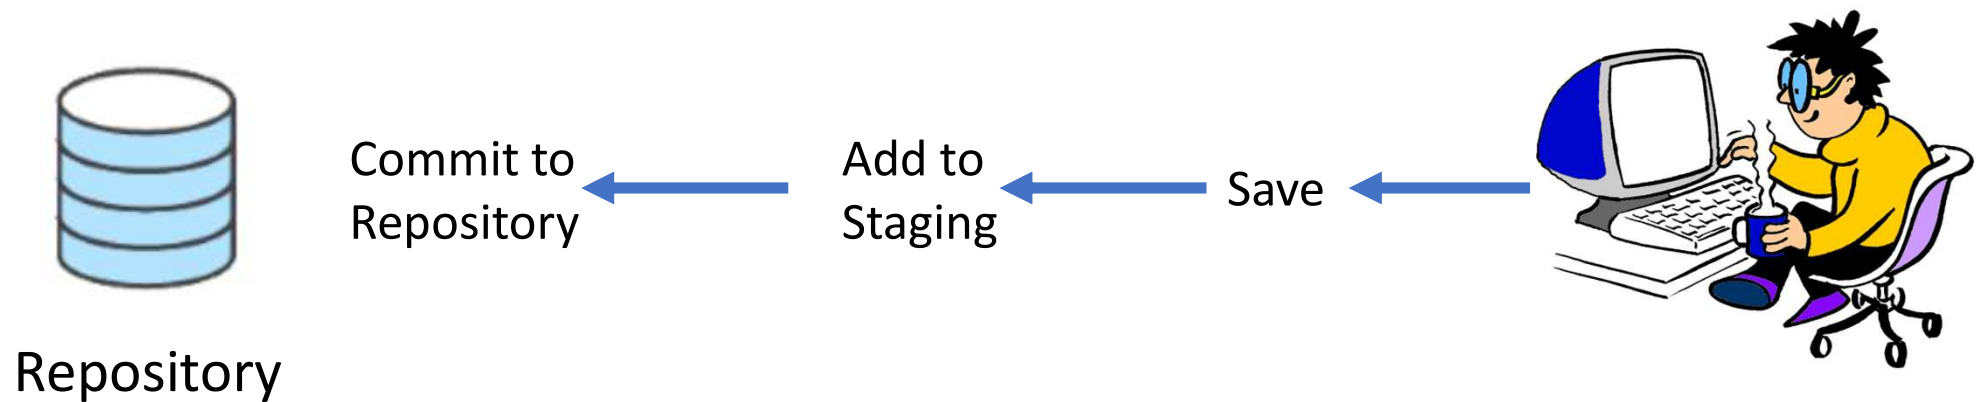 Commit to
Repository
Add to
Staging
Save
Repository